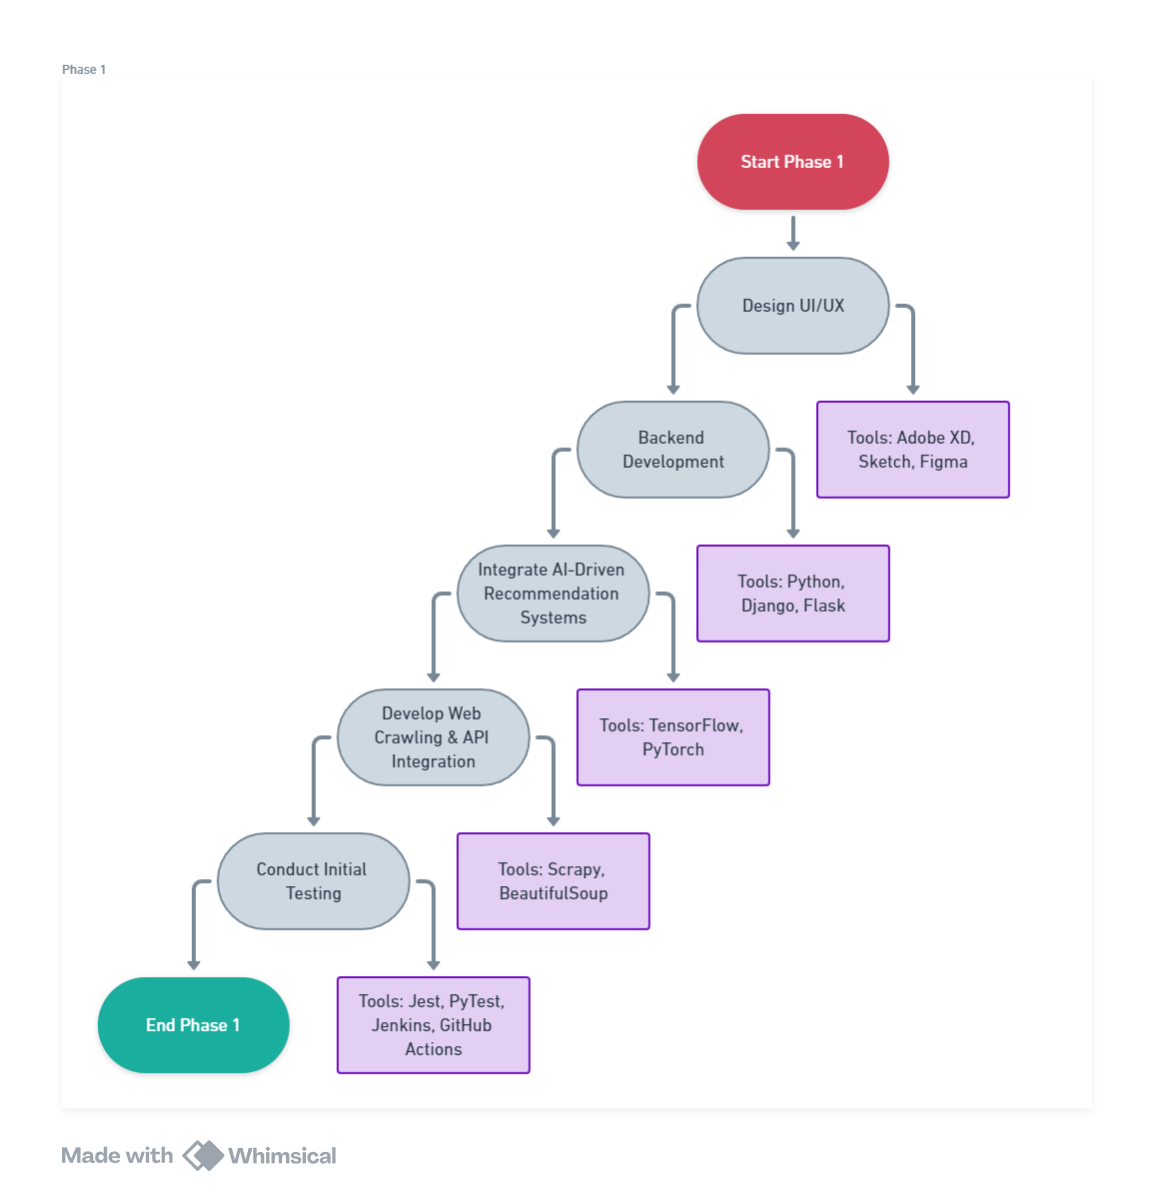 Phase 1
Start Phase 1
Design UI/UX
Backend
Development
Tools: Adobe XD,
Sketch, Figma
Integrate AI-Driven
Recommendation
Systems
Tools: Python,
Django, Flask
Develop Web
Crawling & API
Integration
Tools: TensorFlow,
PyTorch
Conduct Initial
Testing
Tools: Scrapy,
BeautifulSoup
End Phase 1
Tools: Jest, PyTest,
Jenkins, GitHub
Actions
Made with Whimsical